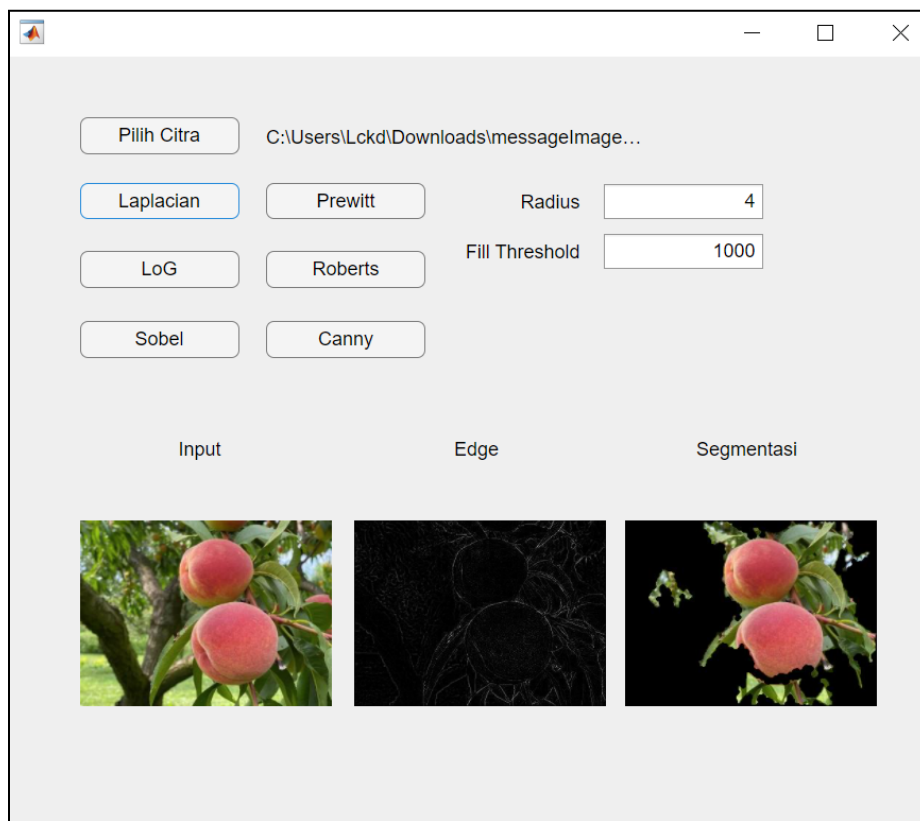 Pilih Citra C:\Users\Lckd\Downloads\messageImage…
Laplacian Prewitt Radius 4
Fill Threshold 1000
LoG Roberts
Sobel Canny
Input Edge Segmentasi